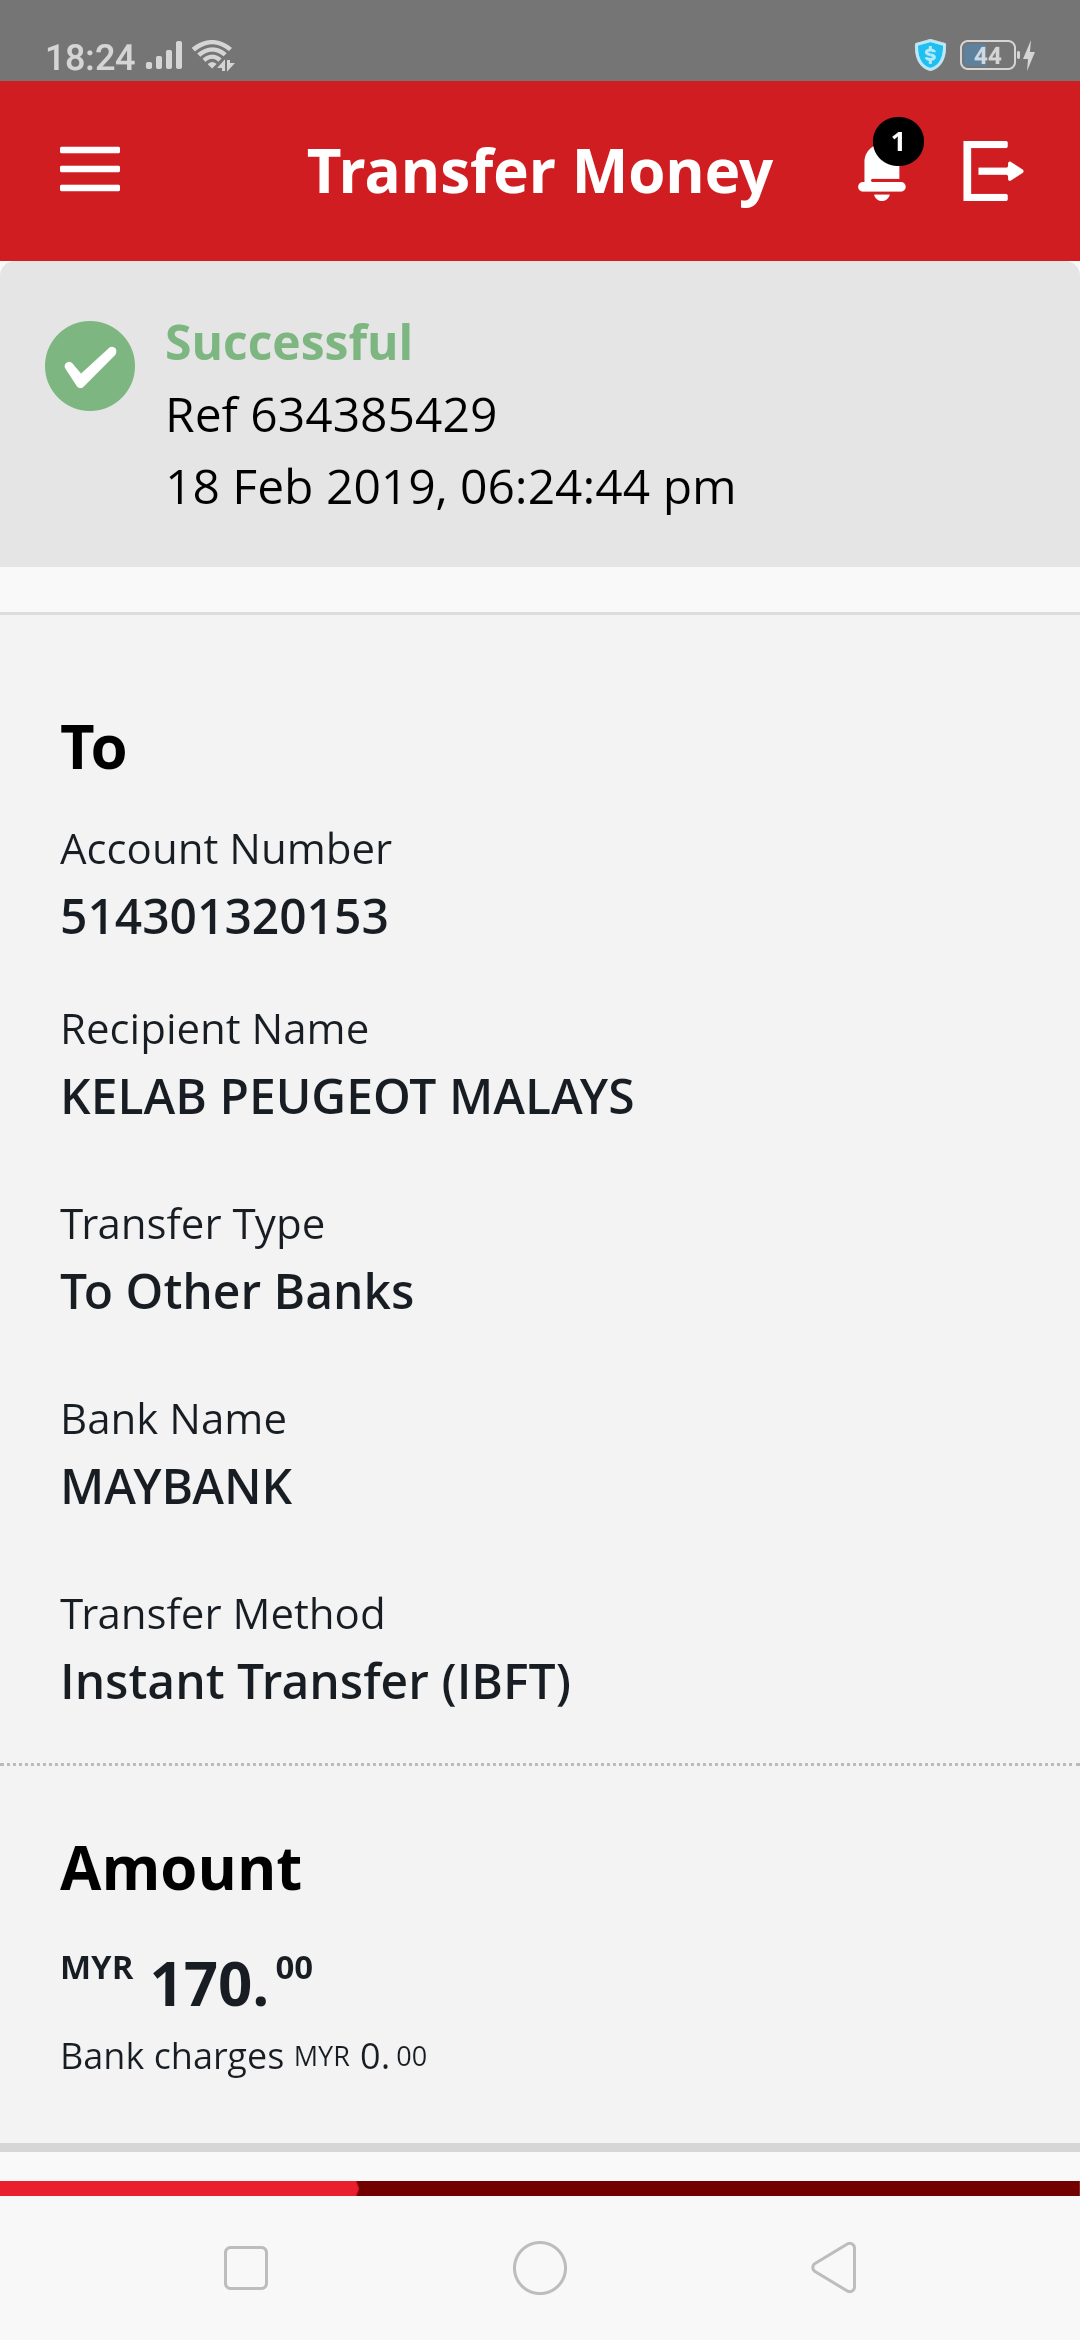 18:24
44
Transfer Money
1
Successful
Ref 634385429
18 Feb 2019, 06:24:44 pm
To
Account Number
514301320153
Recipient Name
KELAB PEUGEOT MALAYS
Transfer Type
To Other Banks
Bank Name
MAYBANK
Transfer Method
Instant Transfer (IBFT)
Amount
MYR 170.00
Bank charges MYR 0.00